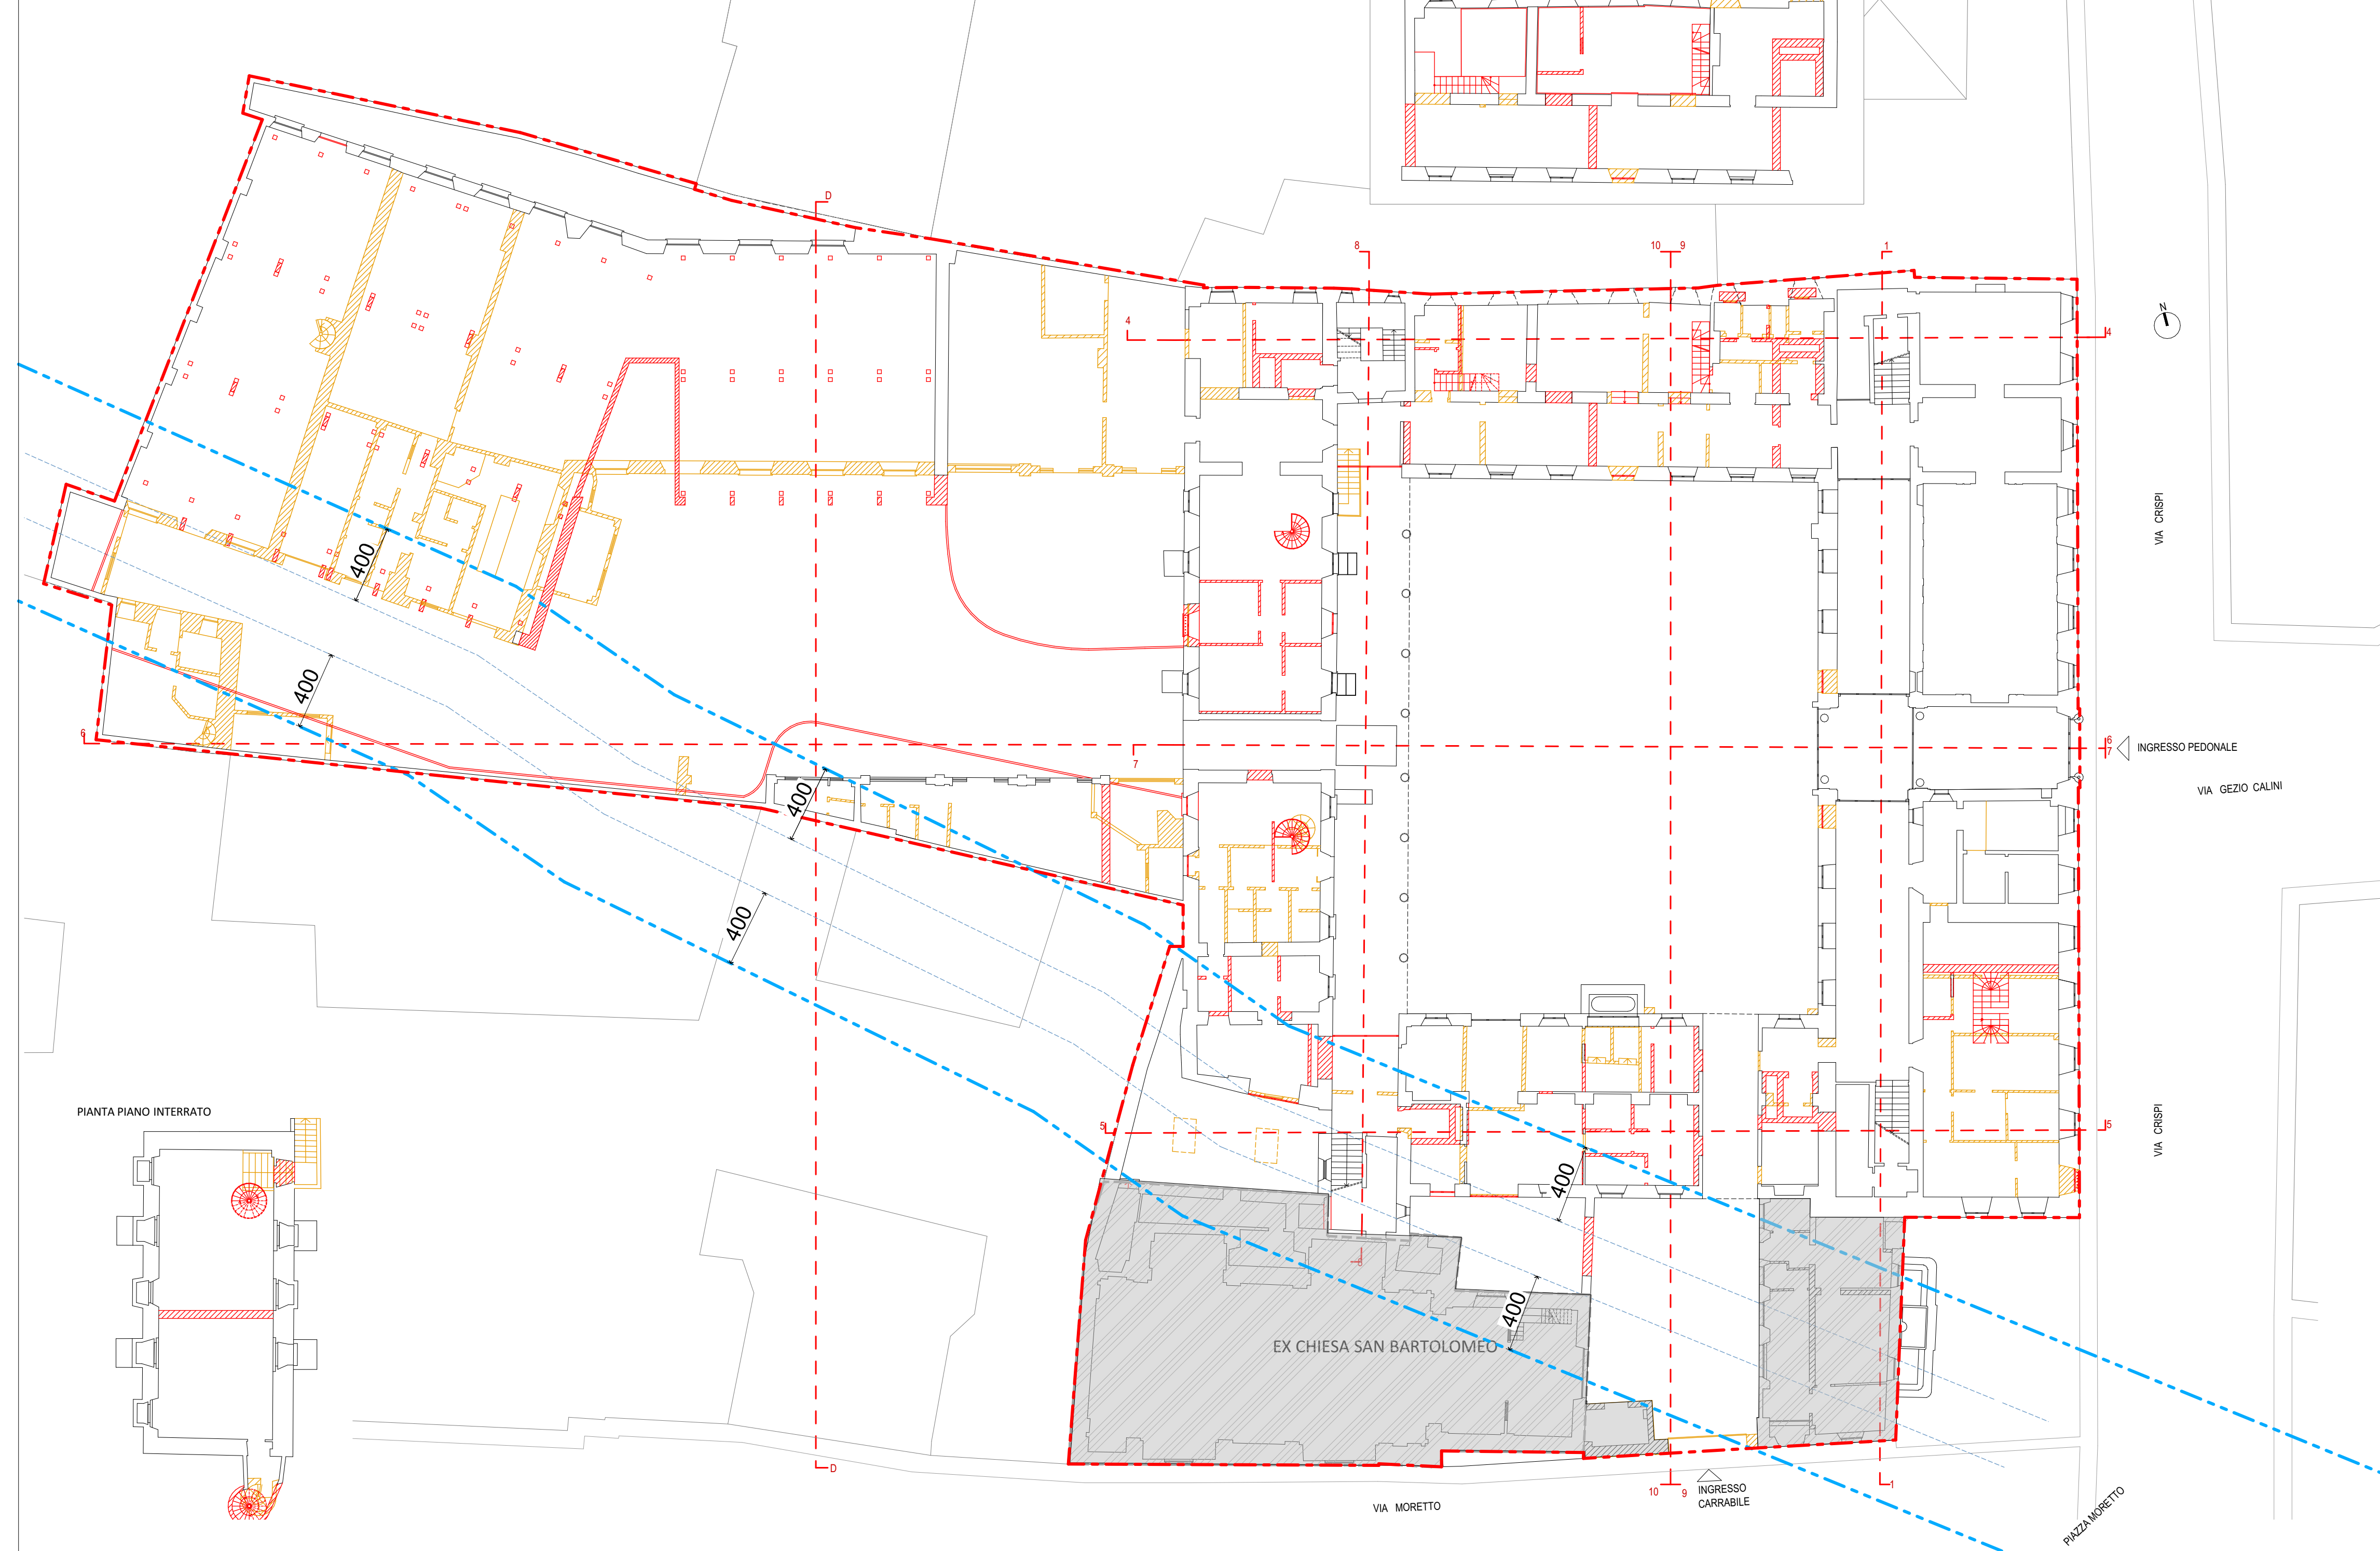 D
8
10
9
1
N
4
4
VIA CRISPI
400
400
6
7
6
7
INGRESSO PEDONALE
VIA GEZIO CALINI
400
400
PIANTA PIANO INTERRATO
5
5
VIA CRISPI
400
400
EX CHIESA SAN BARTOLOMEO
D
10
9
1
INGRESSO
CARRABILE
VIA MORETTO
PIAZZA MORETTO